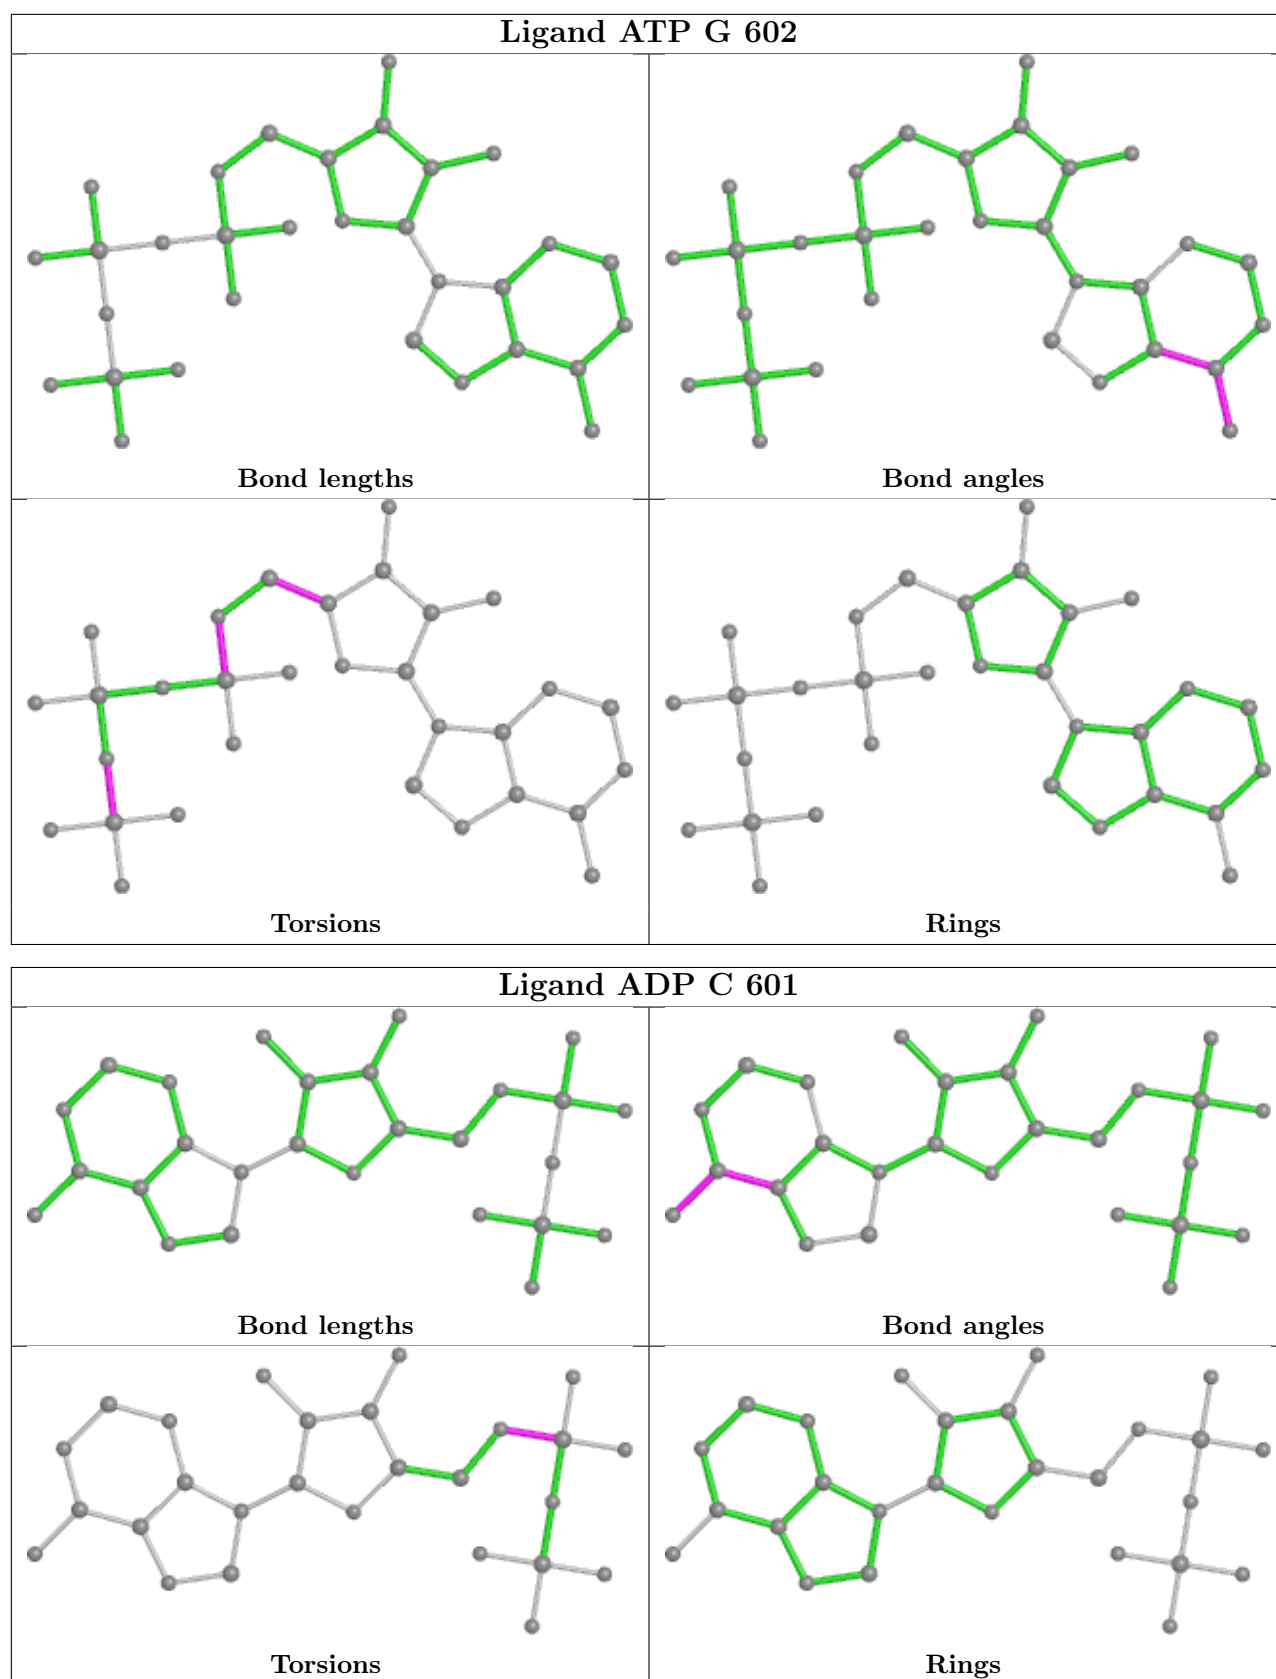 Ligand ATP G 602
Bond lengths
Bond angles
Torsions
Rings
Ligand ADP C 601
Bond lengths
Bond angles
Torsions
Rings